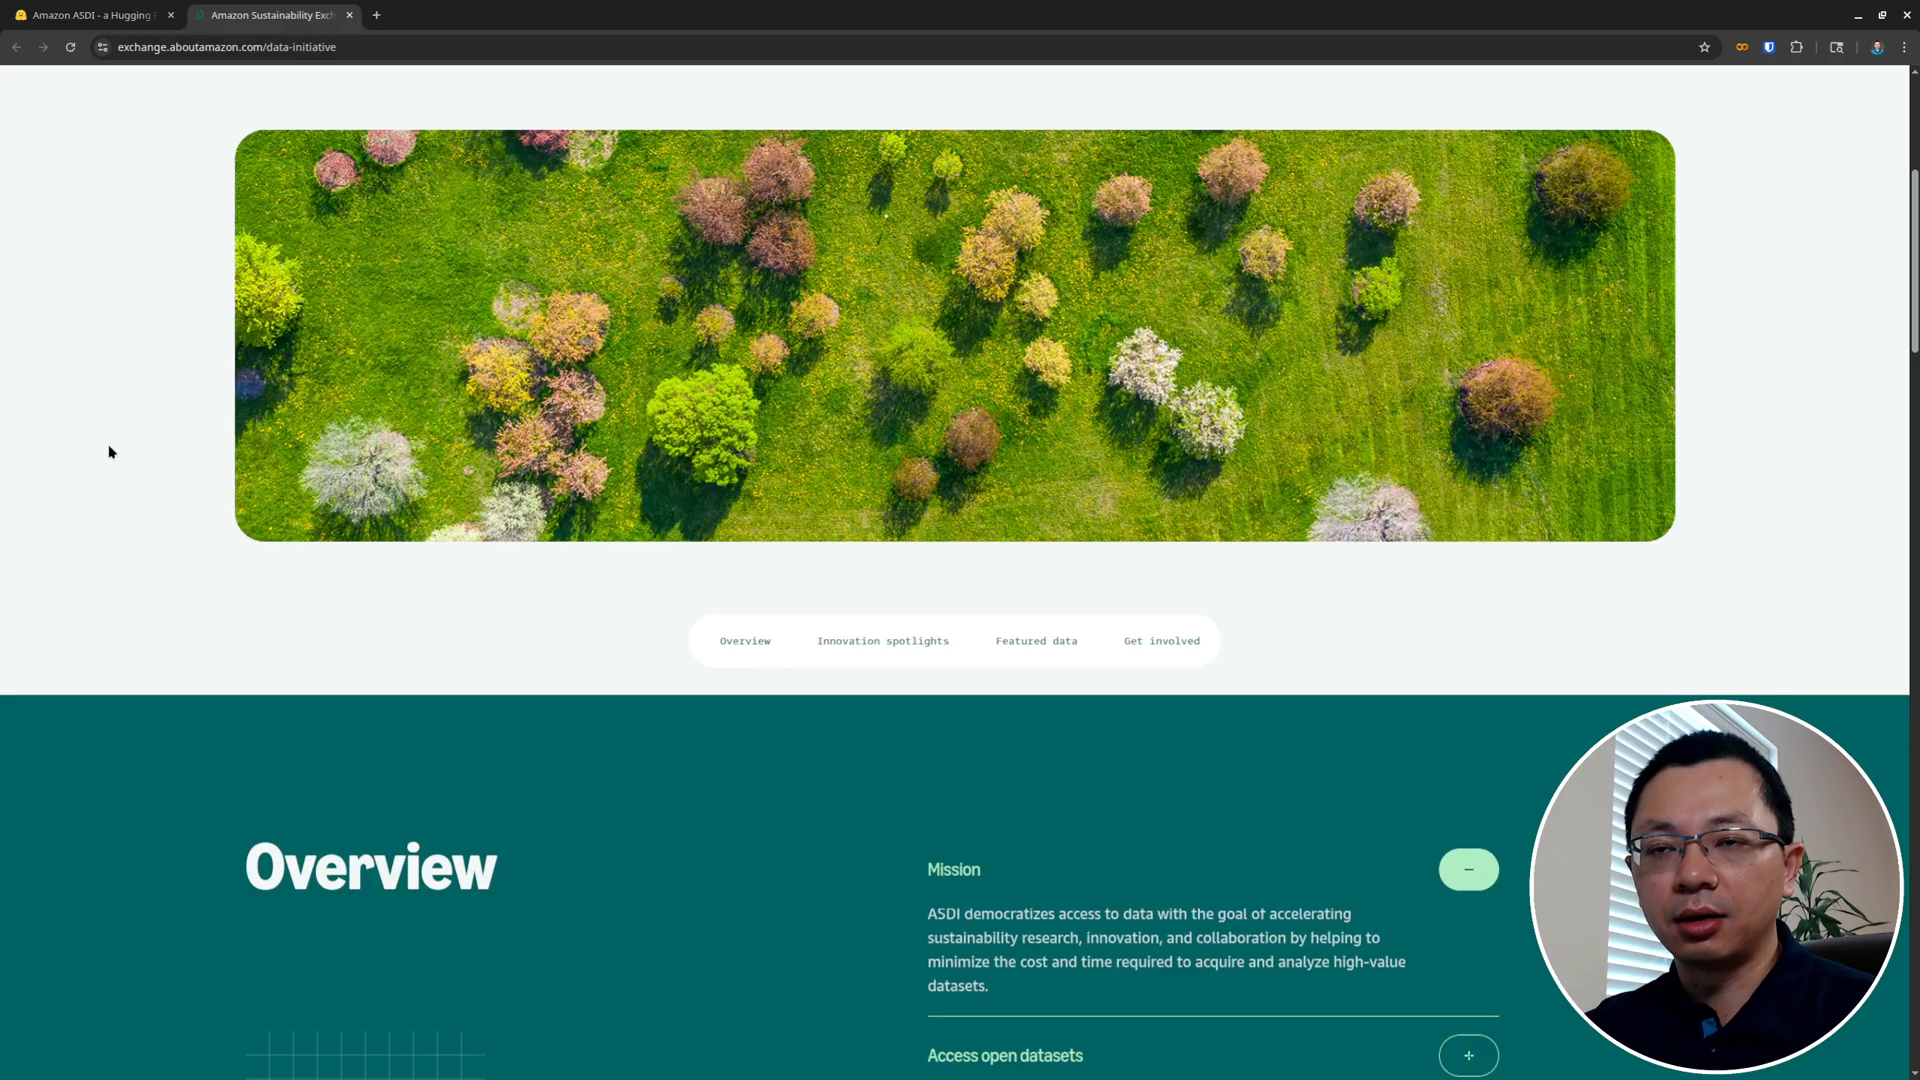 Amazon ASDI - a Hugging
Amazon Sustainability Exch
exchange.aboutamazon.com/data-initiative
Overview
Innovation spotlights
Featured data
Get involved
Overview
Mission
ASDI democratizes access to data with the goal of accelerating
sustainability research, innovation, and collaboration by helping to
minimize the cost and time required to acquire and analyze high-value
datasets.
Access open datasets